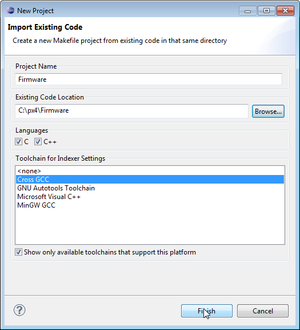 New Project
Import Existing Code
Create a new Makefile project from existing code in that same directory
Project Name
Firmware
Existing Code Location
C:\px4\Firmware
Browse...
Languages
C C++
Toolchain for Indexer Settings
<none>
Cross GCC
GNU Autotools Toolchain
Microsoft Visual C++
MinGW GCC
Show only available toolchains that support this platform
? Finish Cancel